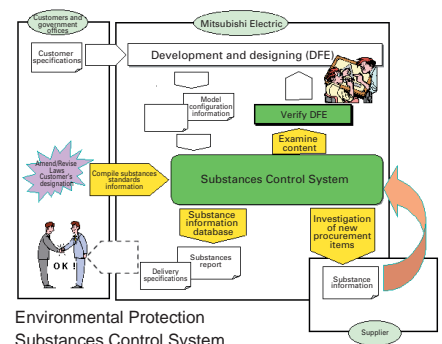 Customers and
government
offices
Mitsubishi Electric
Customer
specifications
Development and designing (DFE)
Model
configuration
information
Verify DFE
Examine
content
Amend/Revise
Laws
Customer's
designation
Compile substances
standards
information
Substances Control System
Substance
information
database
Investigation
of new
procurement
items
OK!
Delivery
specifications
Substances
report
Substance
information
Supplier
Environmental Protection
Substances Control System